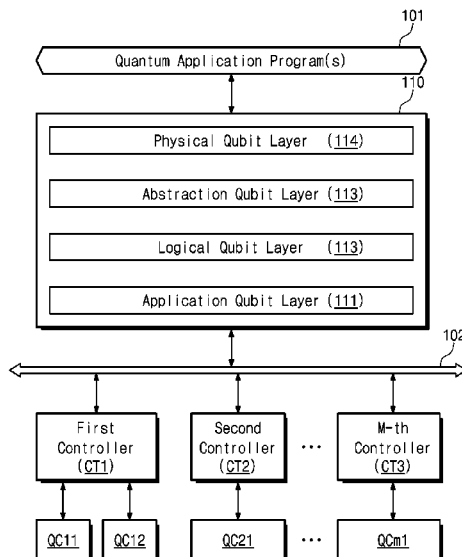 101
Quantum Application Program(s)
110
Physical Qubit Layer (114)
Abstraction Qubit Layer (113)
Logical Qubit Layer (113)
Application Qubit Layer (111)
102
First
Controller
(CT1)
Second
Controller
(CT2)
...
M-th
Controller
(CT3)
QC11
QC12
QC21
...
QCm1